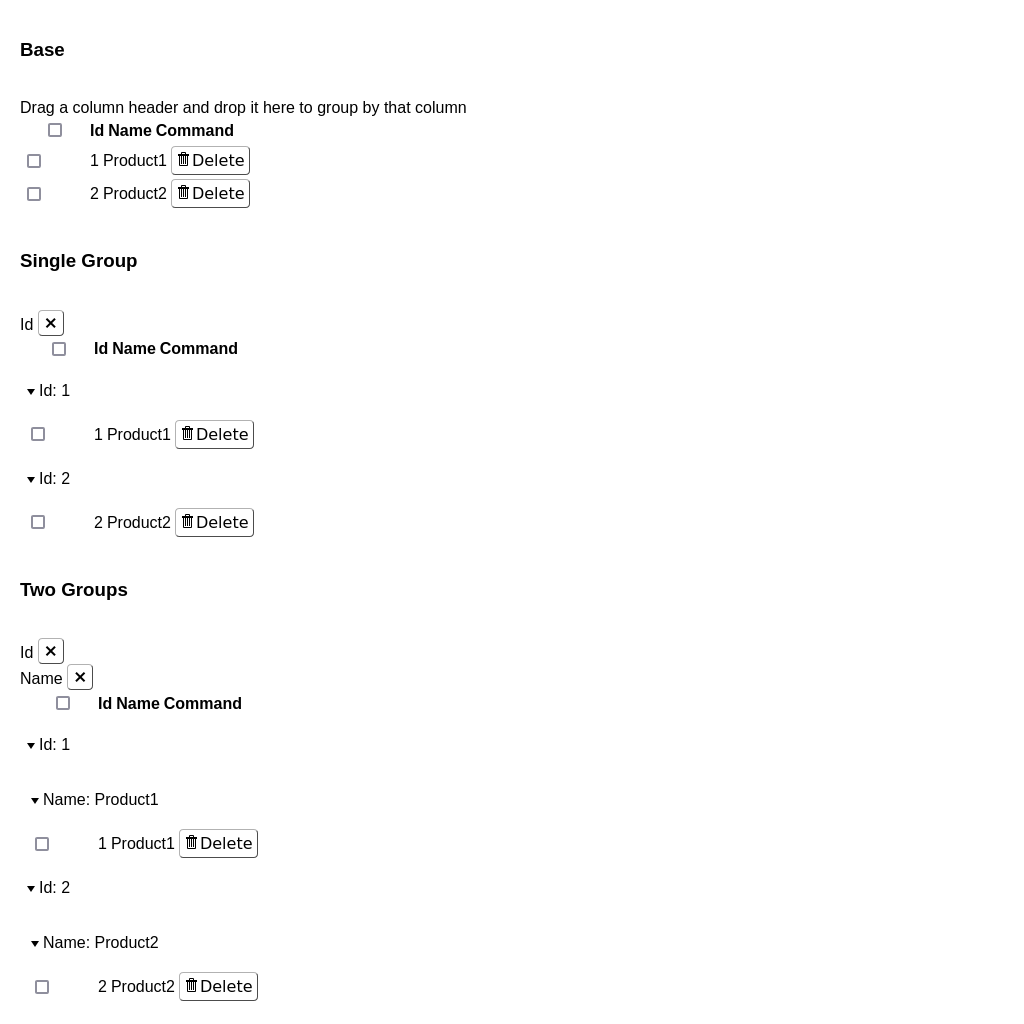 Base
Drag a column header and drop it here to group by that column
Id Name Command
1 Product1 Delete
2 Product2 Delete
Single Group
Id
Id Name Command
Id: 1
1 Product1 Delete
Id: 2
2 Product2 Delete
Two Groups
Id
Name
Id Name Command
Id: 1
Name: Product1
1 Product1 Delete
Id: 2
Name: Product2
2 Product2 Delete